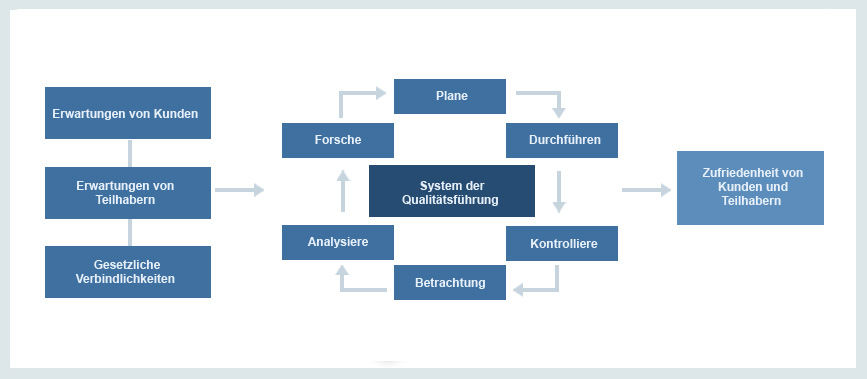 Erwartungen von Kunden
Erwartungen von
Teilhabern
Gesetzliche
Verbindlichkeiten
Plane
Durchführen
Kontrolliere
Betrachtung
Analysiere
Forsche
System der
Qualitätsführung
Zufriedenheit von
Kunden und
Teilhabern